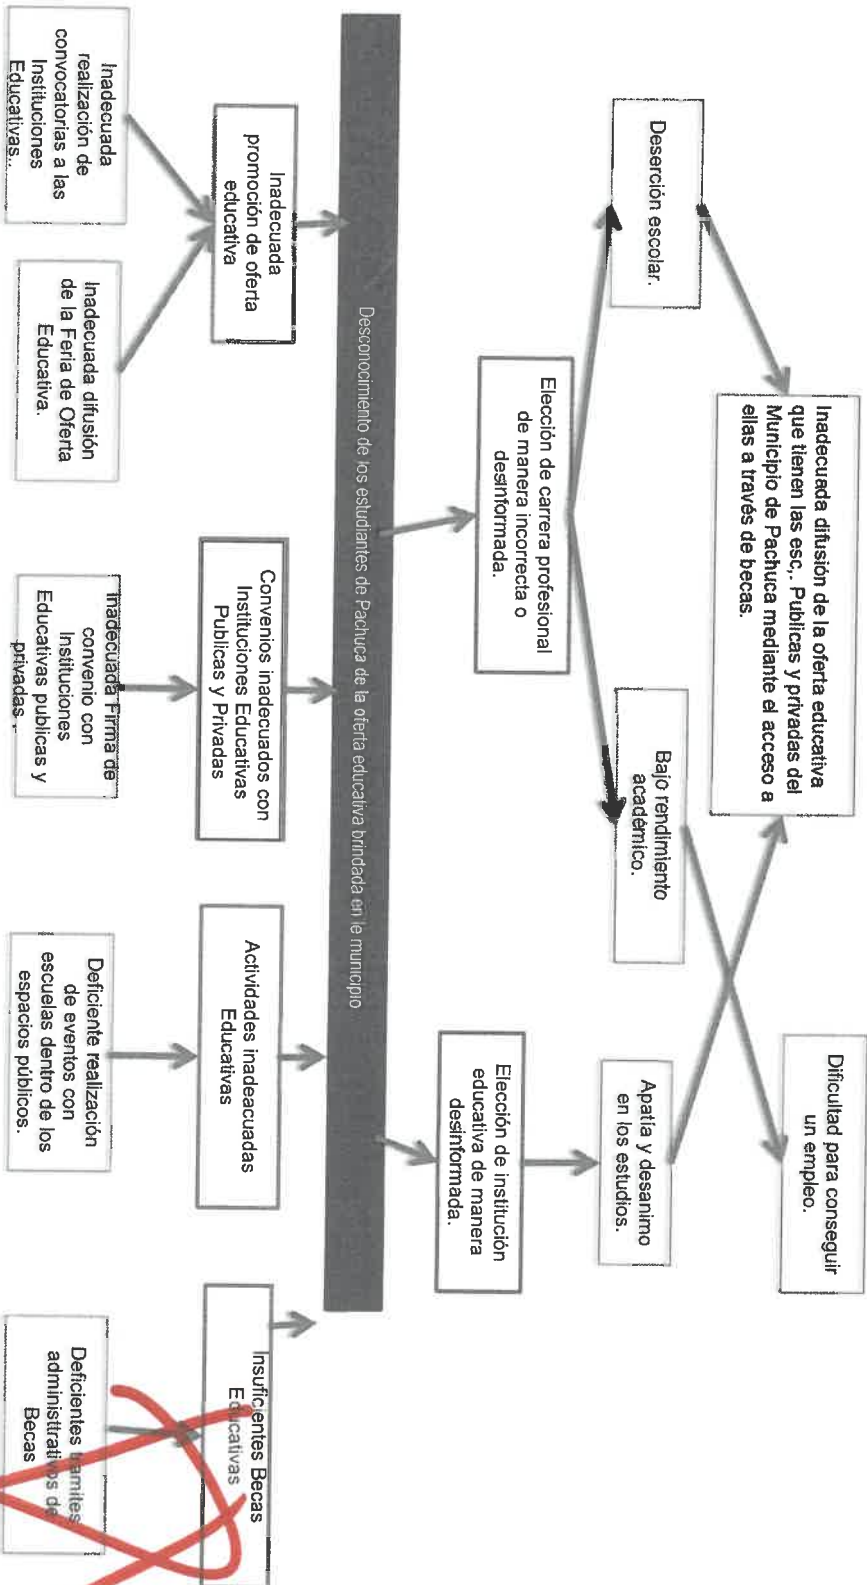 Inadecuada difusión de la oferta educativa
que tienen las esc,. Publicas y privadas del
Municipio de Pachuca mediante el acceso a
ellas a través de becas.
Dificultad para conseguir
un empleo.
Deserción escolar.
Bajo rendimiento
académico.
Apatía y desanimo
en los estudios.
Elección de carrera profesional
de manera incorrecta o
desinformada.
Elección de institución
educativa de manera
desinformada.
Desconocimiento de los estudiantes de Pachuca de la oferta educativa brindada en le municipio
Inadecuada
promoción de oferta
educativa
Convenios inadecuados con
Instituciones Educativas
Publicas y Privadas
Actividades inadeacuadas
Educativas
Insuficientes Becas
Educativas
Inadecuada
realización de
convocatorias a las
Instituciones
Educativas..
Inadecuada difusión
de la Feria de Oferta
Educativa.
Inadecuada Firma de
convenio con
Instituciones
Educativas publicas y
privadas .
Deficiente realización
de eventos con
escuelas dentro de los
espacios públicos.
Deficientes tramites
administtrativos de
Becas